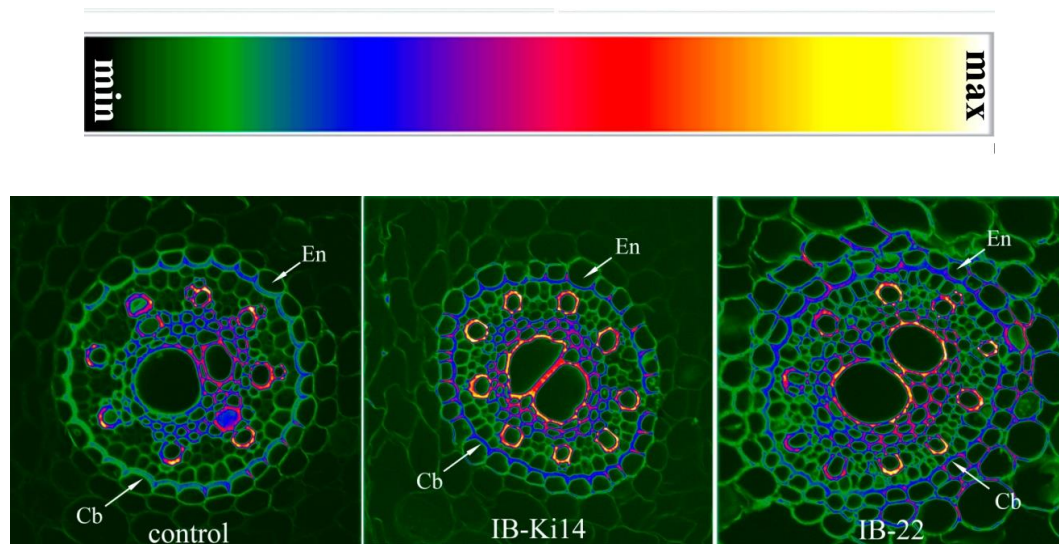 min
max
En
Cb
control
En
Cb
IB-Ki14
En
Cb
IB-22